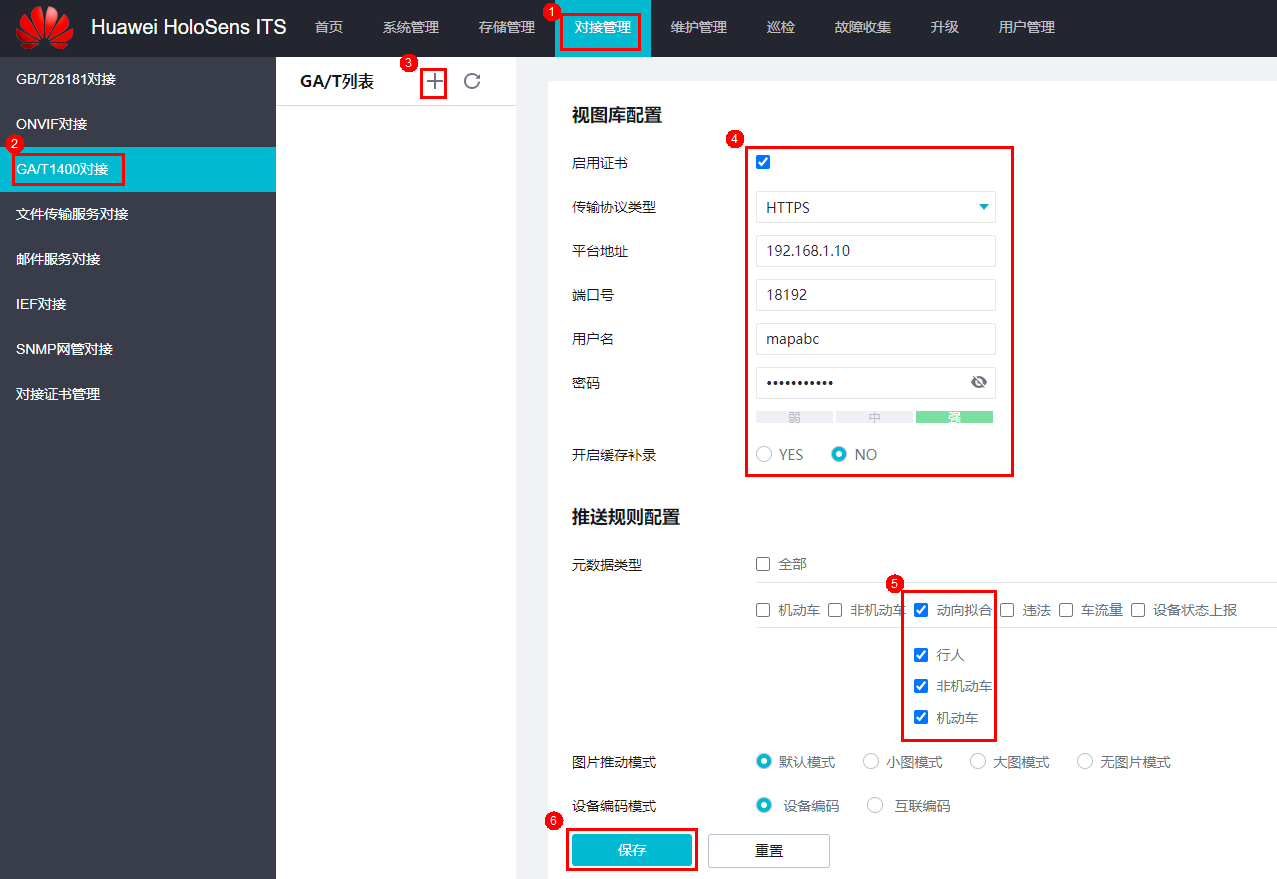 Huawei HoloSens ITS 首页 系统管理 存储管理 1 对接管理 维护管理 巡检 故障收集 升级 用户管理
GB/T28181对接
ONVIF对接
2
GA/T1400对接
文件传输服务对接
邮件服务对接
IEF对接
SNMP网管对接
对接证书管理
GA/T列表 3
视图库配置
4
启用证书
传输协议类型 HTTPS
平台地址 192.168.1.10
端口号 18192
用户名 mapabc
密码 •••••••••••
弱 中 强
开启缓存补录 YES NO
推送规则配置
元数据类型 全部
5
机动车 非机动车 动向拟合 违法 车流量 设备状态上报
行人
非机动车
机动车
图片推动模式 默认模式 小图模式 大图模式 无图片模式
设备编码模式 设备编码 互联编码
6
保存 重置